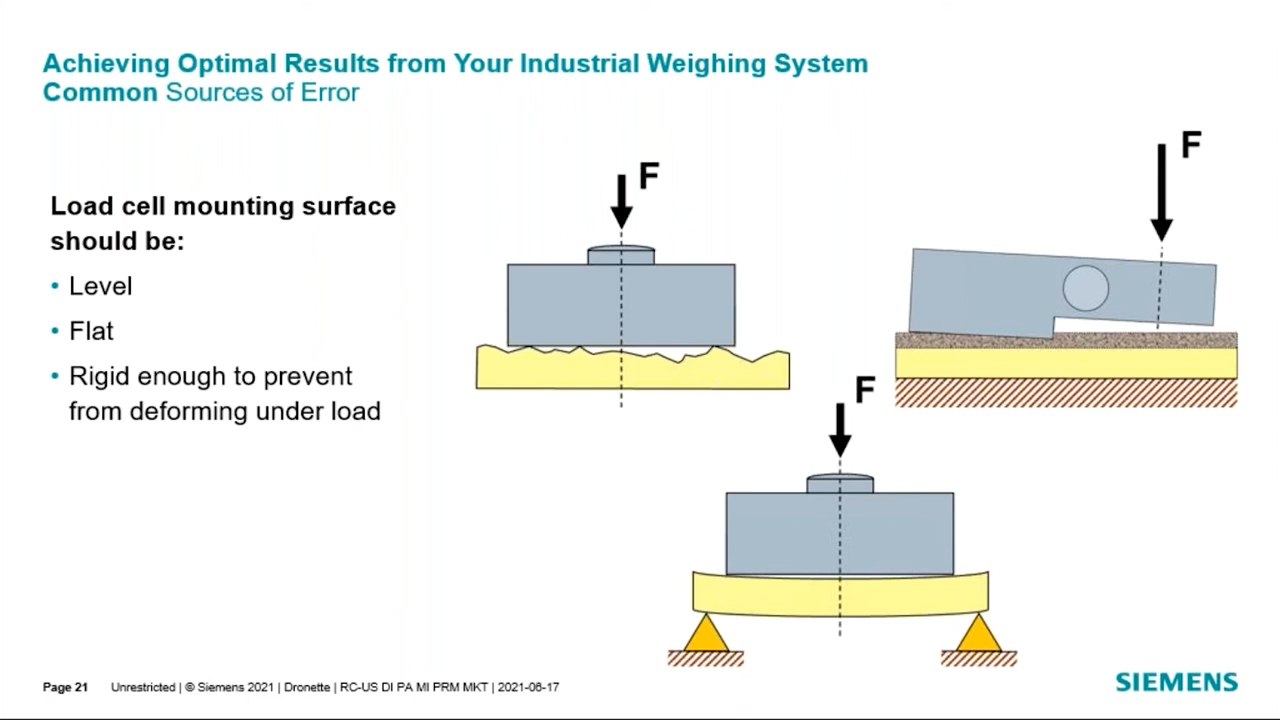 Achieving Optimal Results from Your Industrial Weighing System
Common Sources of Error
Load cell mounting surface
should be:
• Level
• Flat
• Rigid enough to prevent
from deforming under load
F
F
F
Page 21 Unrestricted | © Siemens 2021 | Dronette | RC-US DI PA MI PRM MKT | 2021-06-17
SIEMENS